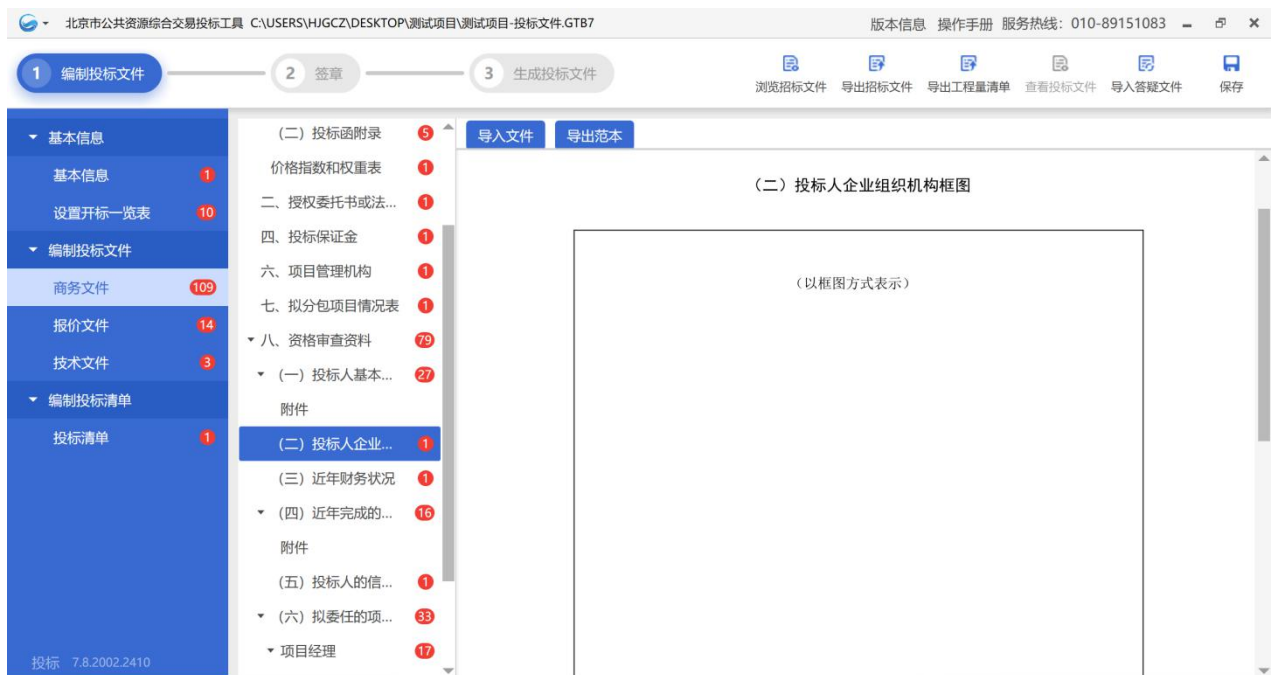 北京市公共资源综合交易投标工具 C:\USERS\HJGCZ\DESKTOP\测试项目\测试项目-投标文件.GTB7 版本信息 操作手册 服务热线：010-89151083
1 编制投标文件 2 签章 3 生成投标文件
浏览招标文件 导出招标文件 导出工程量清单 查看投标文件 导入答疑文件 保存
基本信息
基本信息 1
设置开标一览表 10
编制投标文件
商务文件 109
报价文件 14
技术文件 3
编制投标清单
投标清单 1
投标 7.8.2002.2410
（二）投标函附录 5
价格指数和权重表 1
二、授权委托书或法... 1
四、投标保证金 1
六、项目管理机构 1
七、拟分包项目情况表 1
八、资格审查资料 79
（一）投标人基本... 27
附件
（二）投标人企业... 1
（三）近年财务状况 1
（四）近年完成的... 16
附件
（五）投标人的信... 1
（六）拟委任的项... 33
项目经理 17
导入文件 导出范本
（二）投标人企业组织机构框图
（以框图方式表示）